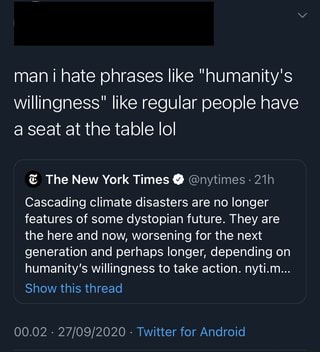 man i hate phrases like "humanity's
willingness" like regular people have
a seat at the table lol
The New York Times @nytimes · 21h
Cascading climate disasters are no longer
features of some dystopian future. They are
the here and now, worsening for the next
generation and perhaps longer, depending on
humanity's willingness to take action. nyti.m...
Show this thread
00.02 · 27/09/2020 · Twitter for Android